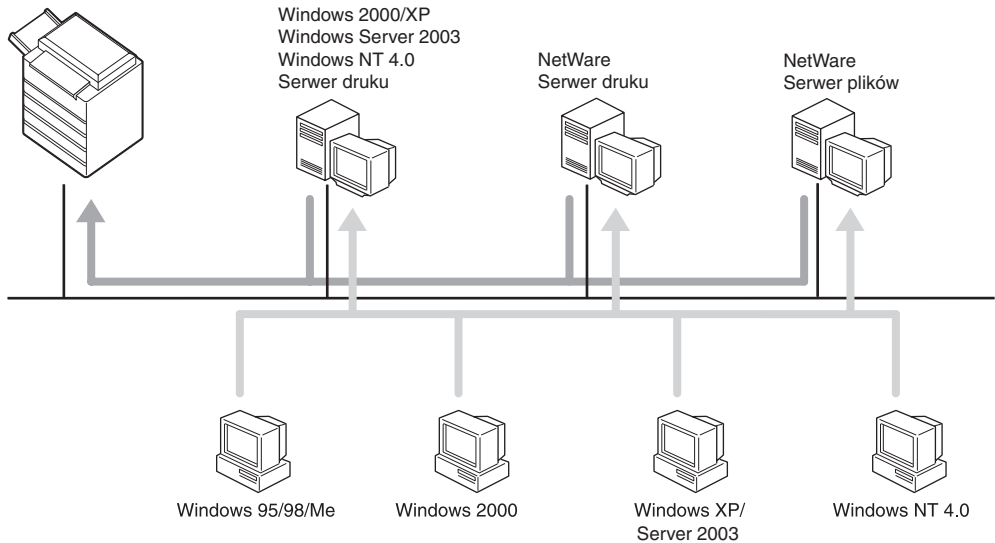 Windows 2000/XP
Windows Server 2003
Windows NT 4.0
Serwer druku
NetWare
Serwer druku
NetWare
Serwer plików
Windows 95/98/Me
Windows 2000
Windows XP/
Server 2003
Windows NT 4.0